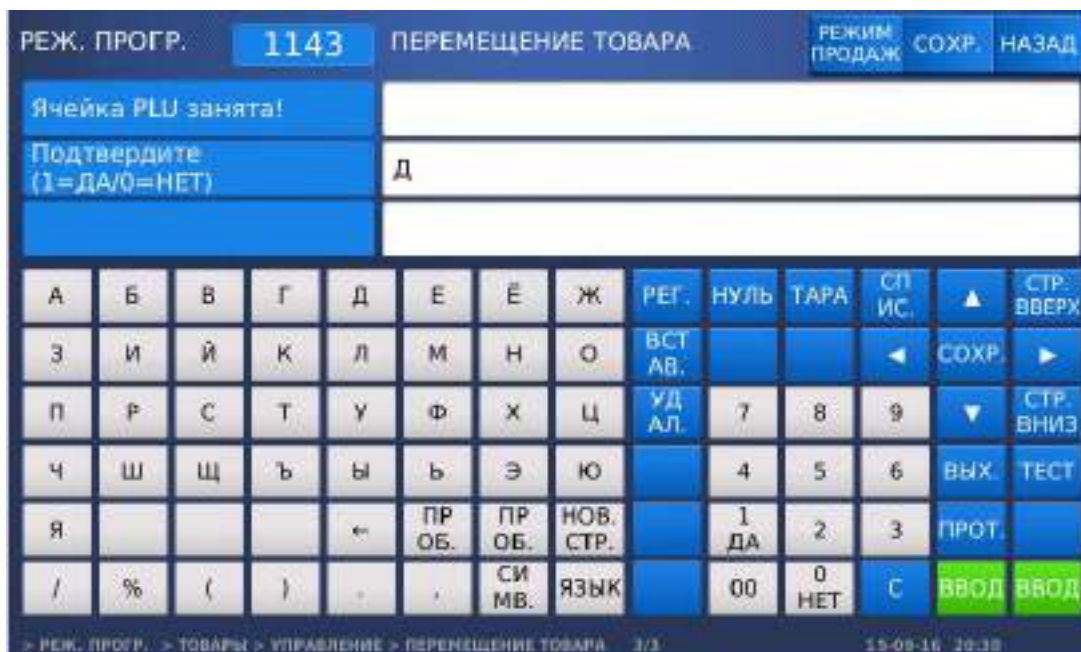 РЕЖ. ПРОГР. 1143 ПЕРЕМЕЩЕНИЕ ТОВАРА РЕЖИМ ПРОДАЖ СОХР. НАЗАД
Ячейка PLU занята!
Подтвердите
(1=ДА/0=НЕТ) Д
А Б В Г Д Е Ё Ж РЕГ. НУЛЬ ТАРА СП ИС. ▲ СТР. ВВЕРХ
З И Й К Л М Н О ВСТ АВ. ◄ СОХР. ►
П Р С Т У Ф Х Ц УД АЛ. 7 8 9 ▼ СТР. ВНИЗ
Ч Ш Щ Ъ Ы Ь Э Ю 4 5 6 ВЫХ. ТЕСТ
Я ← ПР ОБ. ПР ОБ. НОВ. СТР. 1 ДА 2 3 ПРОТ.
/ % ( ) . , СИ МВ. ЯЗЫК 00 0 НЕТ С ВВОД ВВОД
> РЕЖ. ПРОГР. > ТОВАРЫ > УПРАВЛЕНИЕ > ПЕРЕМЕЩЕНИЕ ТОВАРА 3/3 20:30